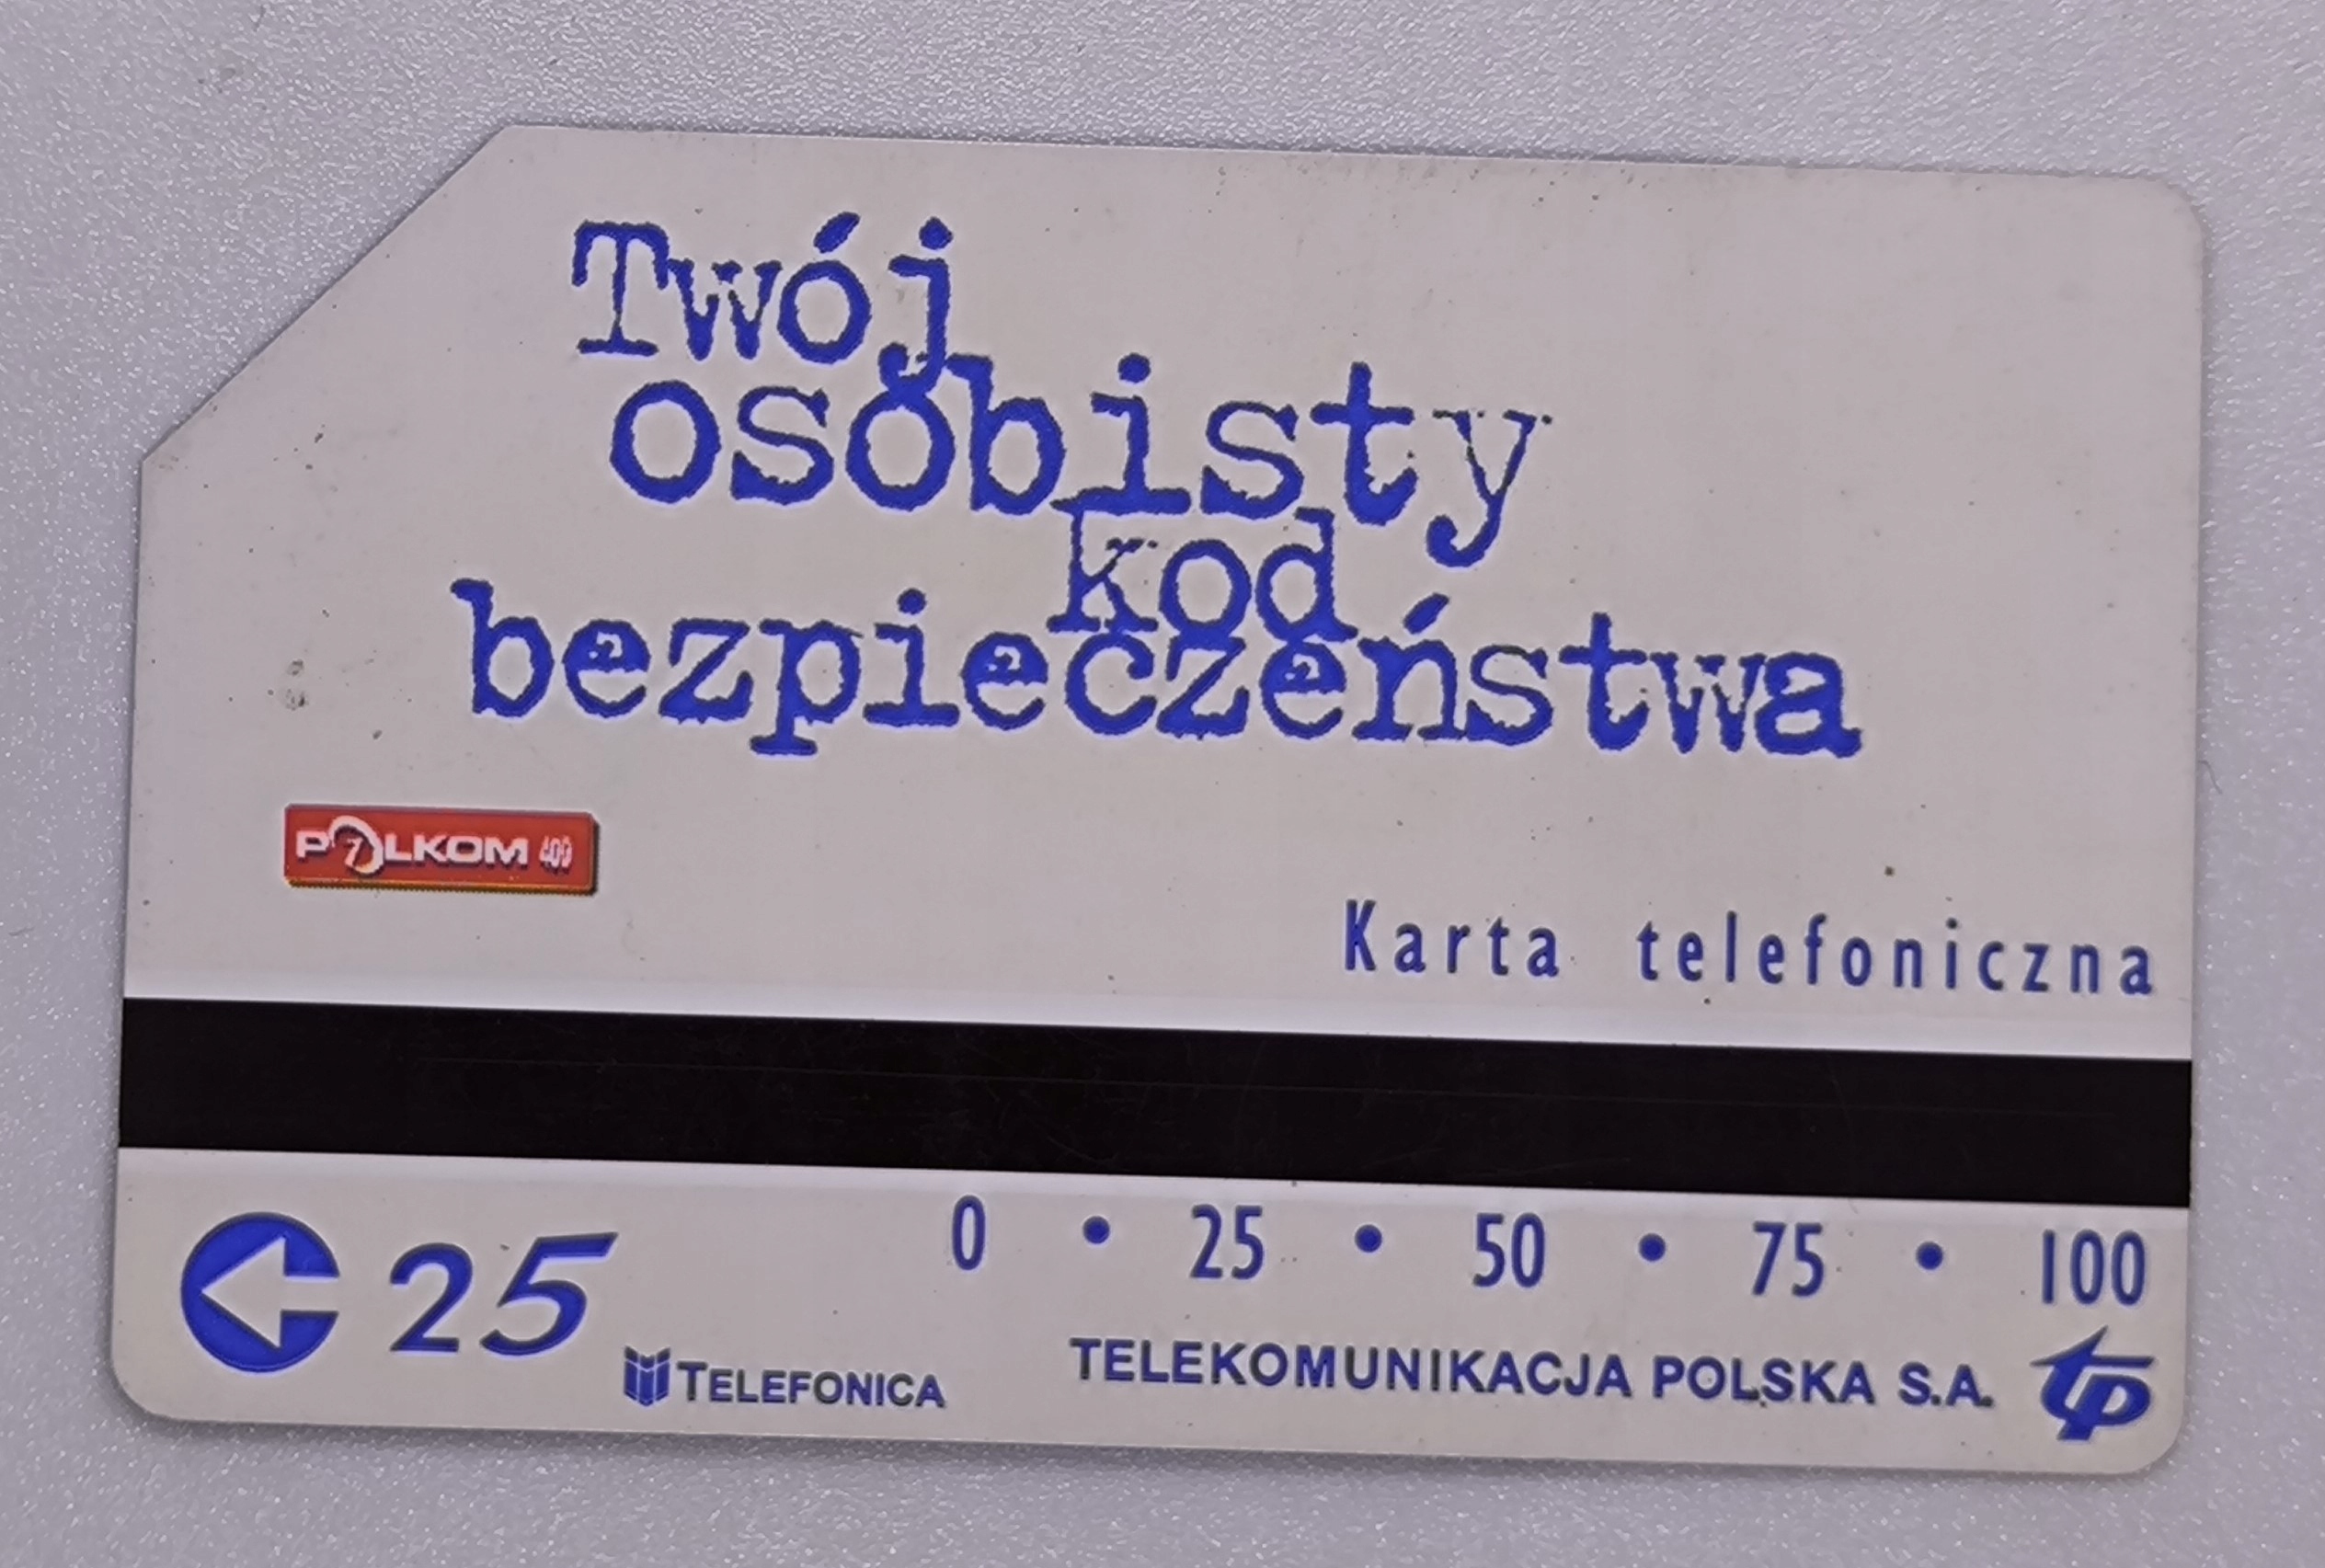 Twój
osobisty
kod
bezpieczeństwa
POLKOM 400
Karta telefoniczna
25
0 • 25 • 50 • 75 • 100
TELEFONICA
TELEKOMUNIKACJA POLSKA S.A. tp